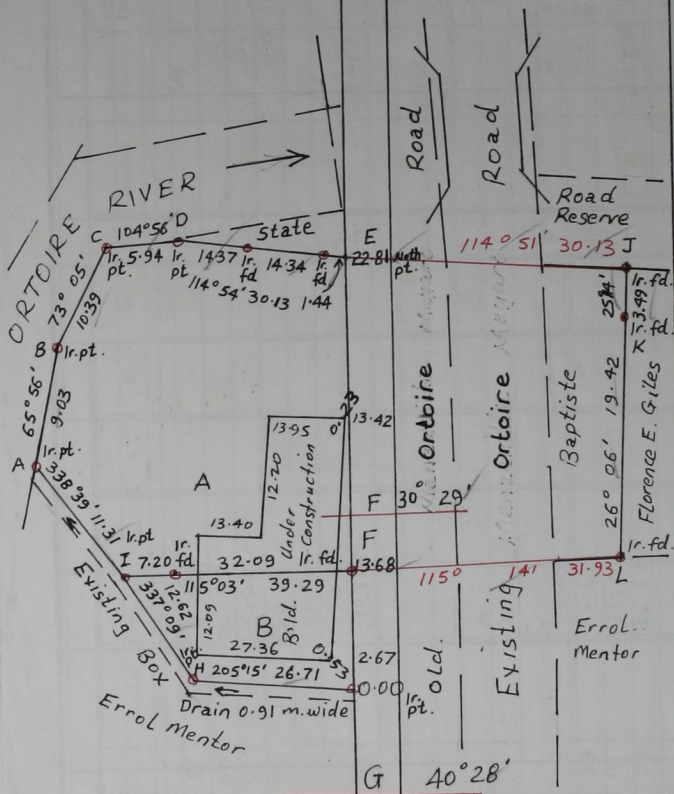 ORTOIRE RIVER
Road
Road
Road
Reserve
C 104°56' D
State
E
114° 51' 30.13 J
Ir. pt.
5.94
Ir. pt
14.37
Ir. fd
14.34
Ir. fd
22.81
North
pt.
114°54' 30.13 1.44
Ir. fd.
3.49
Ir. fd.
K
73° 05'
10.39
B
Ir. pt.
65° 56'
9.03
A
Ir. pt.
338°39' 11.31 Ir. pt
13.95
0.23
13.42
12.20
Under
Construction
A
13.40
Ortoire
Ortoire
Existing
Baptiste
26° 06' 19.42
Florence E. Giles
F
30° 29'
F
I 7.20
Ir. fd
32.09
Ir. fd.
13.68
115°03'
39.29
115° 14' 31.93 L
Ir. fd.
12.62
337°09'
12.09
B
Bld.
27.36
0.53
2.67
Errol
Mentor
Existing Box
Drain 0.91 m. wide
H 205°15' 26.71
0.00
Ir. pt.
Old.
Errol Mentor
G
40°28'